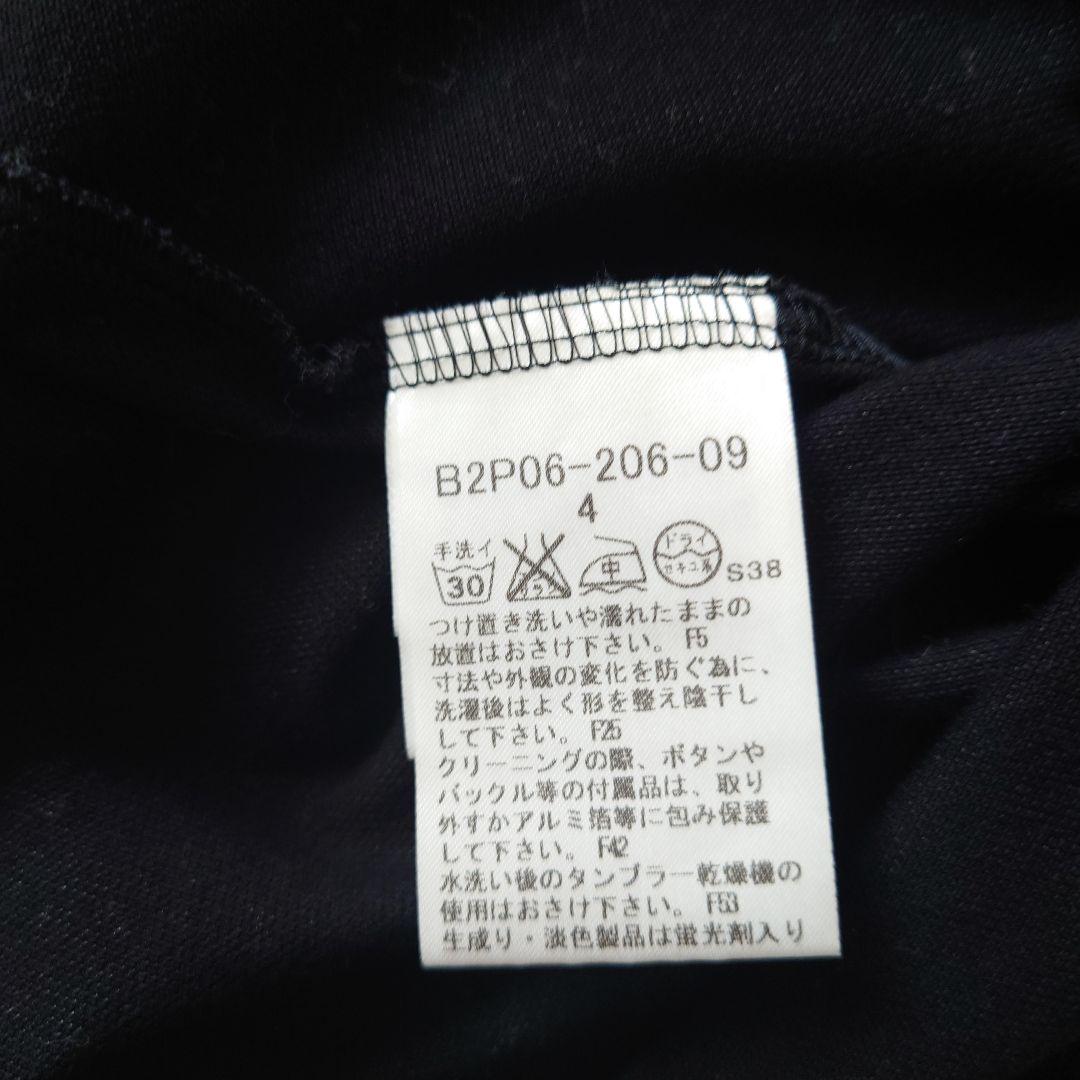 B2P06-206-09
4
手洗イ 30 エンソサラシ 中 ドライ セキユ系 S38
つけ置き洗いや濡れたままの
放置はおさけ下さい。 F5
寸法や外観の変化を防ぐ為に、
洗濯後はよく形を整え陰干し
して下さい。 F25
クリーニングの際、ボタンや
バックル等の付属品は、取り
外すかアルミ箔等に包み保護
して下さい。 F42
水洗い後のタンブラー乾燥機の
使用はおさけ下さい。 F53
生成り・淡色製品は蛍光剤入り